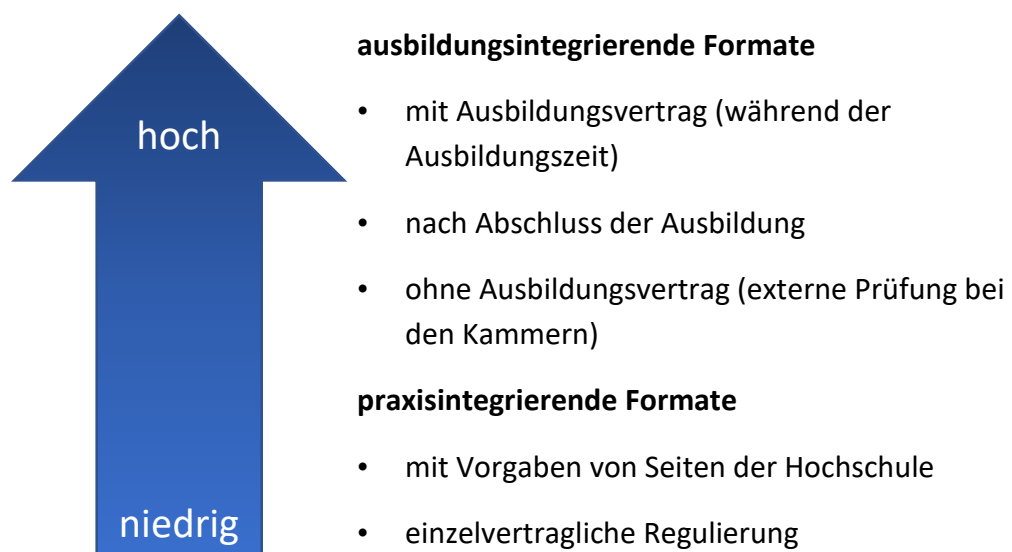 ausbildungsintegrierende Formate
hoch
• mit Ausbildungsvertrag (während der
Ausbildungszeit)
• nach Abschluss der Ausbildung
• ohne Ausbildungsvertrag (externe Prüfung bei
den Kammern)
praxisintegrierende Formate
• mit Vorgaben von Seiten der Hochschule
niedrig
• einzelvertragliche Regulierung